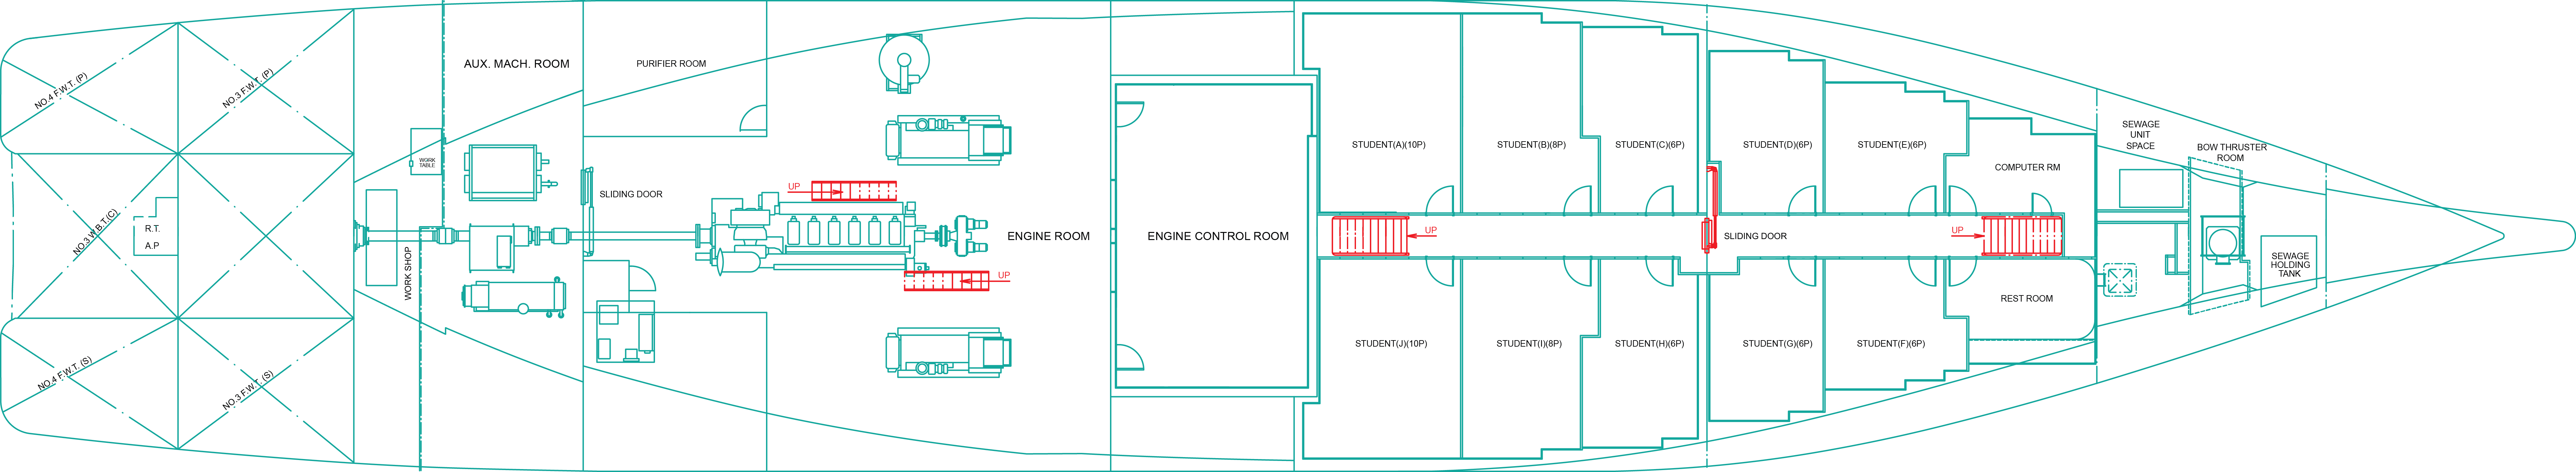 NO.4 F.W.T. (P)
NO.3 F.W.T. (P)
NO.3 W.B.T.(C)
R.T.
A.P
NO.4 F.W.T. (S)
NO.3 F.W.T. (S)
AUX. MACH. ROOM
WORK
TABLE
WORK SHOP
PURIFIER ROOM
SLIDING DOOR
UP
UP
ENGINE ROOM
ENGINE CONTROL ROOM
STUDENT(A)(10P)
STUDENT(B)(8P)
STUDENT(C)(6P)
STUDENT(D)(6P)
STUDENT(E)(6P)
COMPUTER RM
UP
SLIDING DOOR
UP
STUDENT(J)(10P)
STUDENT(I)(8P)
STUDENT(H)(6P)
STUDENT(G)(6P)
STUDENT(F)(6P)
REST ROOM
SEWAGE
UNIT
SPACE
BOW THRUSTER
ROOM
SEWAGE
HOLDING
TANK